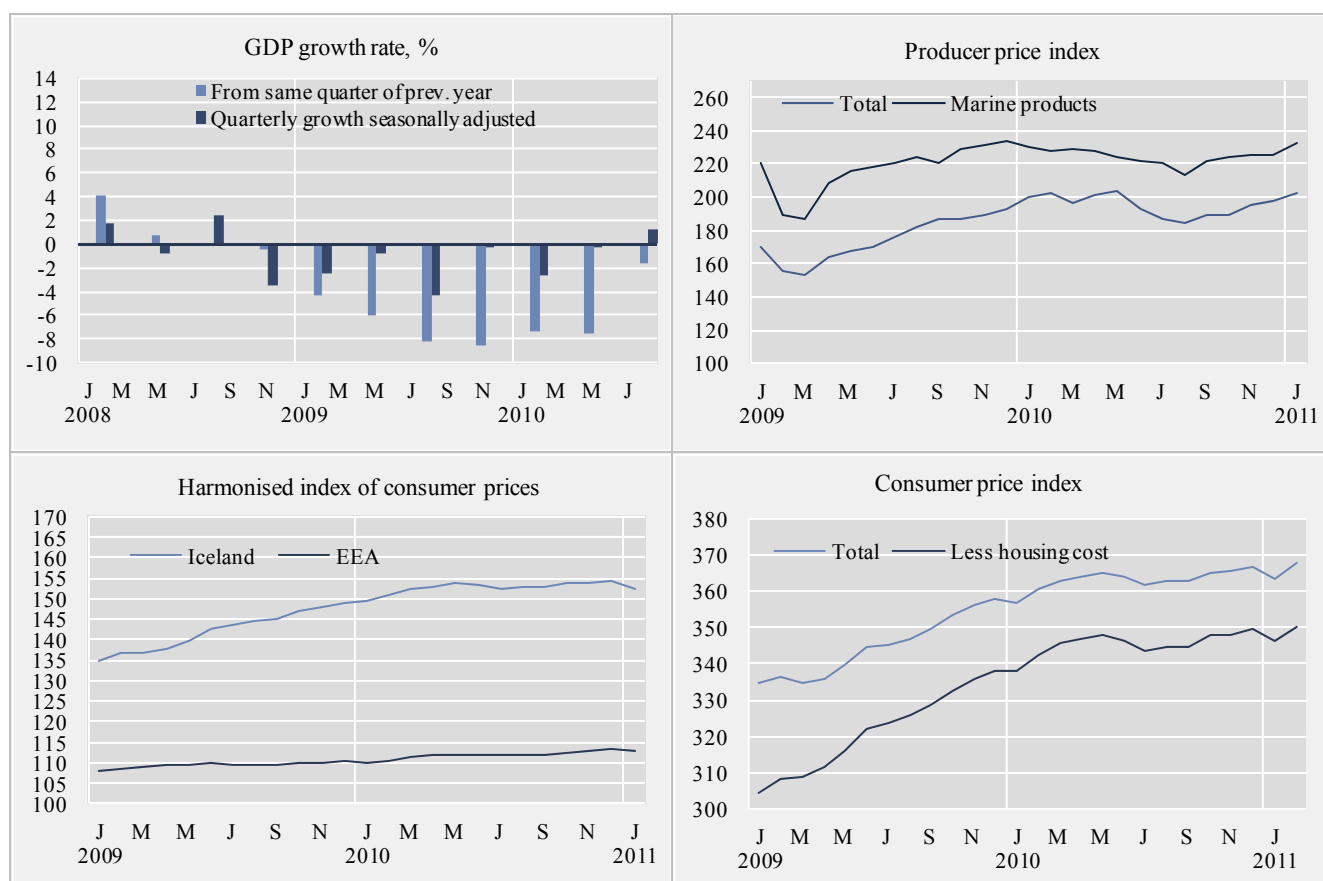 GDP growth rate, %
14
12
10
8
6
4
2
0
-2
-4
-6
-8
-10
From same quarter of prev. year
Quarterly growth seasonally adjusted
J M M J S N J M M J S N J M M J
2008 2009 2010
Producer price index
260
240
220
200
180
160
140
120
100
Total Marine products
J M M J S N J M M J S N J
2009 2010 2011
Harmonised index of consumer prices
170
165
160
155
150
145
140
135
130
125
120
115
110
105
100
Iceland EEA
J M M J S N J M M J S N J
2009 2010 2011
Consumer price index
380
370
360
350
340
330
320
310
300
Total Less housing cost
J M M J S N J M M J S N J
2009 2010 2011